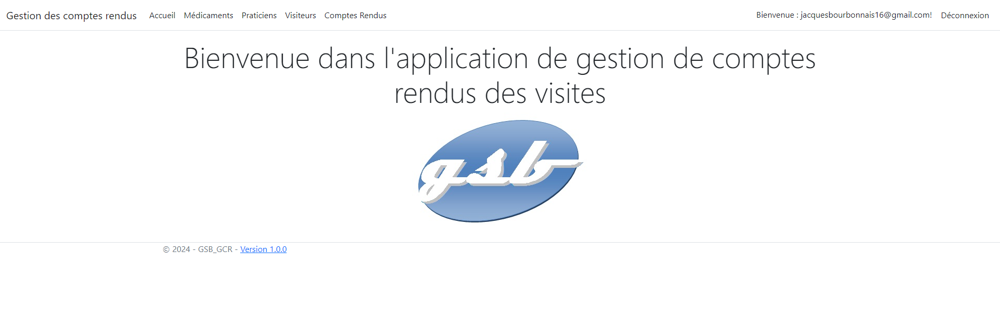 Gestion des comptes rendus Accueil Médicaments Praticiens Visiteurs Comptes Rendus Bienvenue : jacquesbourbonnais16@gmail.com! Déconnexion
Bienvenue dans l'application de gestion de comptes
rendus des visites
gsb
© 2024 - GSB_GCR - Version 1.0.0